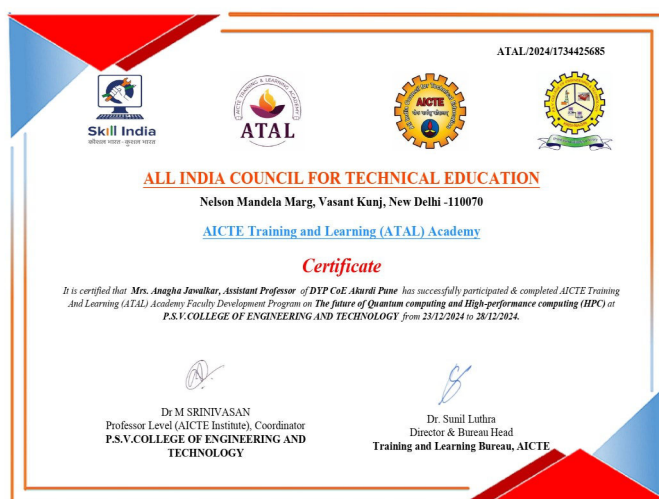 ATAL/2024/1734425685
Skill India
कौशल भारत - कुशल भारत
AICTE TRAINING & LEARNING ACADEMY
ATAL
AICTE
ALL INDIA COUNCIL FOR TECHNICAL EDUCATION
Nelson Mandela Marg, Vasant Kunj, New Delhi -110070
AICTE Training and Learning (ATAL) Academy
Certificate
It is certified that Mrs. Anagha Jawalkar, Assistant Professor of DYP CoE Akurdi Pune has successfully participated & completed AICTE Training
And Learning (ATAL) Academy Faculty Development Program on The future of Quantum computing and High-performance computing (HPC) at
P.S.V.COLLEGE OF ENGINEERING AND TECHNOLOGY from 23/12/2024 to 28/12/2024.
Dr M SRINIVASAN
Professor Level (AICTE Institute), Coordinator
P.S.V.COLLEGE OF ENGINEERING AND
TECHNOLOGY
Dr. Sunil Luthra
Director & Bureau Head
Training and Learning Bureau, AICTE